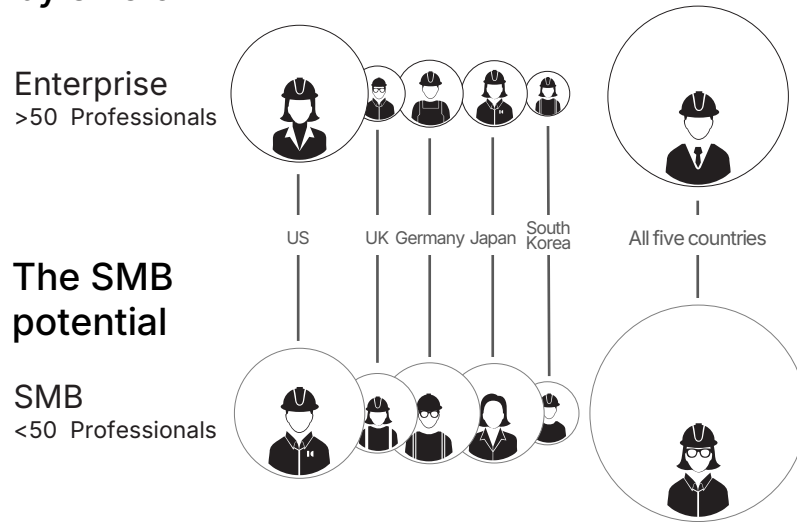 Enterprise
>50 Professionals
US
UK
Germany
Japan
South
Korea
All five countries
The SMB
potential
SMB
<50 Professionals